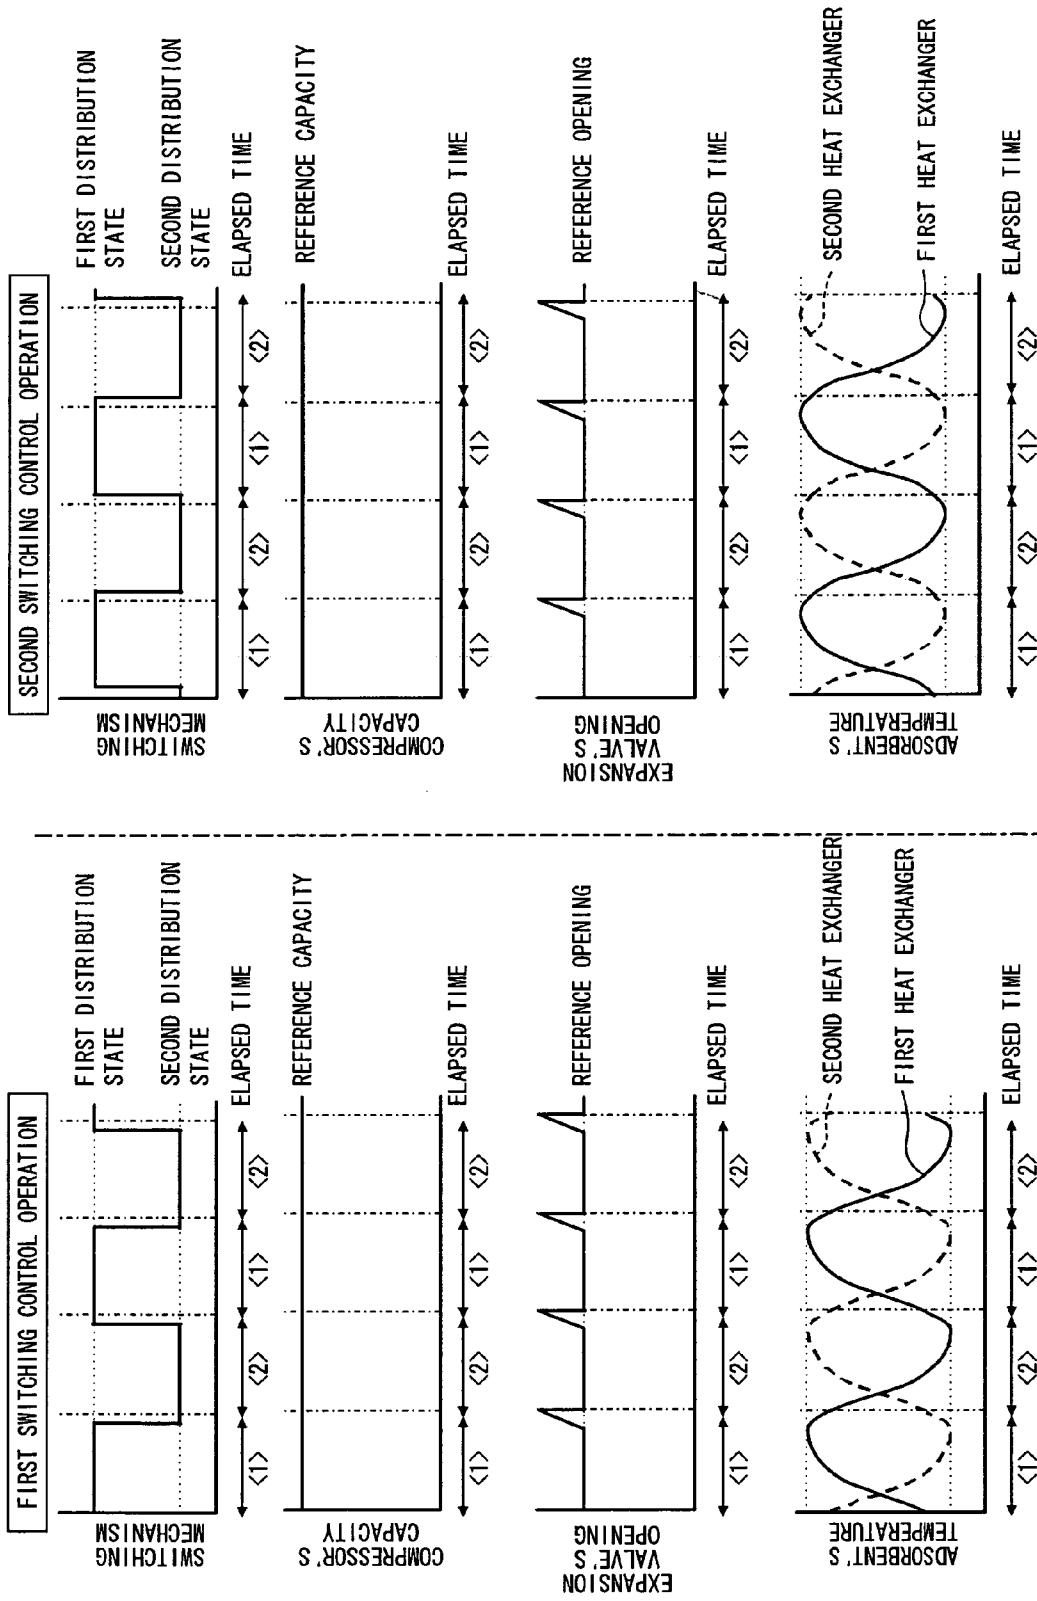 FIRST SWITCHING CONTROL OPERATION
SWITCHING
MECHANISM
FIRST DISTRIBUTION
STATE
SECOND DISTRIBUTION
STATE
ELAPSED TIME
<1>
<2>
<1>
<2>
COMPRESSOR'S
CAPACITY
REFERENCE CAPACITY
ELAPSED TIME
<1>
<2>
<1>
<2>
EXPANSION
VALVE'S
OPENING
REFERENCE OPENING
ELAPSED TIME
<1>
<2>
<1>
<2>
ADSORBENT'S
TEMPERATURE
SECOND HEAT EXCHANGER
FIRST HEAT EXCHANGER
ELAPSED TIME
<1>
<2>
<1>
<2>
SECOND SWITCHING CONTROL OPERATION
SWITCHING
MECHANISM
FIRST DISTRIBUTION
STATE
SECOND DISTRIBUTION
STATE
ELAPSED TIME
<1>
<2>
<1>
<2>
COMPRESSOR'S
CAPACITY
REFERENCE CAPACITY
ELAPSED TIME
<1>
<2>
<1>
<2>
EXPANSION
VALVE'S
OPENING
REFERENCE OPENING
ELAPSED TIME
<1>
<2>
<1>
<2>
ADSORBENT'S
TEMPERATURE
SECOND HEAT EXCHANGER
FIRST HEAT EXCHANGER
ELAPSED TIME
<1>
<2>
<1>
<2>